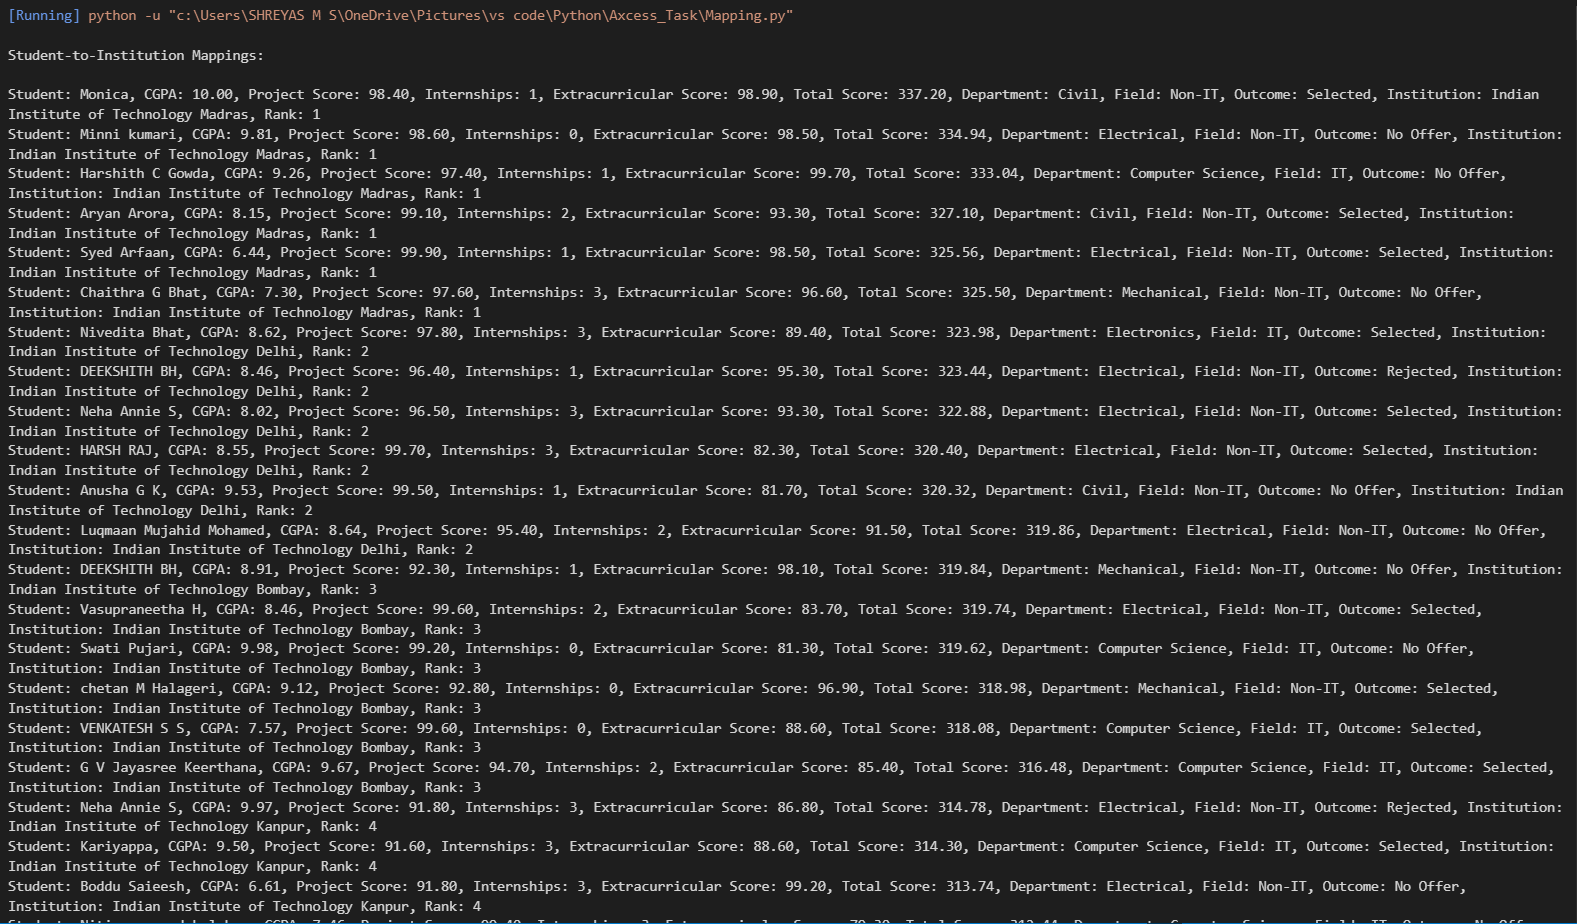 [Running] python -u "c:\Users\SHREYAS M S\OneDrive\Pictures\vs code\Python\Axcess_Task\Mapping.py"
Student-to-Institution Mappings:
Student: Monica, CGPA: 10.00, Project Score: 98.40, Internships: 1, Extracurricular Score: 98.90, Total Score: 337.20, Department: Civil, Field: Non-IT, Outcome: Selected, Institution: Indian
Institute of Technology Madras, Rank: 1
Student: Minni kumari, CGPA: 9.81, Project Score: 98.60, Internships: 0, Extracurricular Score: 98.50, Total Score: 334.94, Department: Electrical, Field: Non-IT, Outcome: No Offer, Institution:
Indian Institute of Technology Madras, Rank: 1
Student: Harshith C Gowda, CGPA: 9.26, Project Score: 97.40, Internships: 1, Extracurricular Score: 99.70, Total Score: 333.04, Department: Computer Science, Field: IT, Outcome: No Offer,
Institution: Indian Institute of Technology Madras, Rank: 1
Student: Aryan Arora, CGPA: 8.15, Project Score: 99.10, Internships: 2, Extracurricular Score: 93.30, Total Score: 327.10, Department: Civil, Field: Non-IT, Outcome: Selected, Institution:
Indian Institute of Technology Madras, Rank: 1
Student: Syed Arfaan, CGPA: 6.44, Project Score: 99.90, Internships: 1, Extracurricular Score: 98.50, Total Score: 325.56, Department: Electrical, Field: Non-IT, Outcome: Selected, Institution:
Indian Institute of Technology Madras, Rank: 1
Student: Chaithra G Bhat, CGPA: 7.30, Project Score: 97.60, Internships: 3, Extracurricular Score: 96.60, Total Score: 325.50, Department: Mechanical, Field: Non-IT, Outcome: No Offer,
Institution: Indian Institute of Technology Madras, Rank: 1
Student: Nivedita Bhat, CGPA: 8.62, Project Score: 97.80, Internships: 3, Extracurricular Score: 89.40, Total Score: 323.98, Department: Electronics, Field: IT, Outcome: Selected, Institution:
Indian Institute of Technology Delhi, Rank: 2
Student: DEEKSHITH BH, CGPA: 8.46, Project Score: 96.40, Internships: 1, Extracurricular Score: 95.30, Total Score: 323.44, Department: Electrical, Field: Non-IT, Outcome: Rejected, Institution:
Indian Institute of Technology Delhi, Rank: 2
Student: Neha Annie S, CGPA: 8.02, Project Score: 96.50, Internships: 3, Extracurricular Score: 93.30, Total Score: 322.88, Department: Electrical, Field: Non-IT, Outcome: Selected, Institution:
Indian Institute of Technology Delhi, Rank: 2
Student: HARSH RAJ, CGPA: 8.55, Project Score: 99.70, Internships: 3, Extracurricular Score: 82.30, Total Score: 320.40, Department: Electrical, Field: Non-IT, Outcome: Selected, Institution:
Indian Institute of Technology Delhi, Rank: 2
Student: Anusha G K, CGPA: 9.53, Project Score: 99.50, Internships: 1, Extracurricular Score: 81.70, Total Score: 320.32, Department: Civil, Field: Non-IT, Outcome: No Offer, Institution: Indian
Institute of Technology Delhi, Rank: 2
Student: Luqmaan Mujahid Mohamed, CGPA: 8.64, Project Score: 95.40, Internships: 2, Extracurricular Score: 91.50, Total Score: 319.86, Department: Electrical, Field: Non-IT, Outcome: No Offer,
Institution: Indian Institute of Technology Delhi, Rank: 2
Student: DEEKSHITH BH, CGPA: 8.91, Project Score: 92.30, Internships: 1, Extracurricular Score: 98.10, Total Score: 319.84, Department: Mechanical, Field: Non-IT, Outcome: No Offer, Institution:
Indian Institute of Technology Bombay, Rank: 3
Student: Vasupraneetha H, CGPA: 8.46, Project Score: 99.60, Internships: 2, Extracurricular Score: 83.70, Total Score: 319.74, Department: Electrical, Field: Non-IT, Outcome: Selected,
Institution: Indian Institute of Technology Bombay, Rank: 3
Student: Swati Pujari, CGPA: 9.98, Project Score: 99.20, Internships: 0, Extracurricular Score: 81.30, Total Score: 319.62, Department: Computer Science, Field: IT, Outcome: No Offer,
Institution: Indian Institute of Technology Bombay, Rank: 3
Student: chetan M Halageri, CGPA: 9.12, Project Score: 92.80, Internships: 0, Extracurricular Score: 96.90, Total Score: 318.98, Department: Mechanical, Field: Non-IT, Outcome: Selected,
Institution: Indian Institute of Technology Bombay, Rank: 3
Student: VENKATESH S S, CGPA: 7.57, Project Score: 99.60, Internships: 0, Extracurricular Score: 88.60, Total Score: 318.08, Department: Computer Science, Field: IT, Outcome: Selected,
Institution: Indian Institute of Technology Bombay, Rank: 3
Student: G V Jayasree Keerthana, CGPA: 9.67, Project Score: 94.70, Internships: 2, Extracurricular Score: 85.40, Total Score: 316.48, Department: Computer Science, Field: IT, Outcome: Selected,
Institution: Indian Institute of Technology Bombay, Rank: 3
Student: Neha Annie S, CGPA: 9.97, Project Score: 91.80, Internships: 3, Extracurricular Score: 86.80, Total Score: 314.78, Department: Electrical, Field: Non-IT, Outcome: Rejected, Institution:
Indian Institute of Technology Kanpur, Rank: 4
Student: Kariyappa, CGPA: 9.50, Project Score: 91.60, Internships: 3, Extracurricular Score: 88.60, Total Score: 314.30, Department: Computer Science, Field: IT, Outcome: Selected, Institution:
Indian Institute of Technology Kanpur, Rank: 4
Student: Boddu Saieesh, CGPA: 6.61, Project Score: 91.80, Internships: 3, Extracurricular Score: 99.20, Total Score: 313.74, Department: Electrical, Field: Non-IT, Outcome: No Offer,
Institution: Indian Institute of Technology Kanpur, Rank: 4